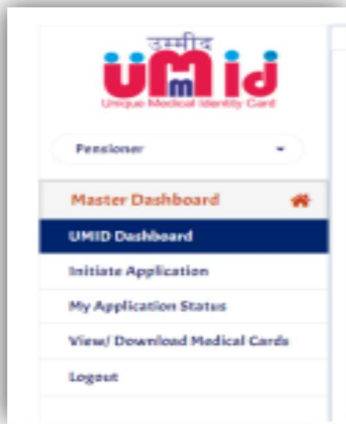 उम्मीद
UMmid
Unique Medical Identity Card
Pensioner
Master Dashboard
UMID Dashboard
Initiate Application
My Application Status
View/ Download Medical Cards
Logout